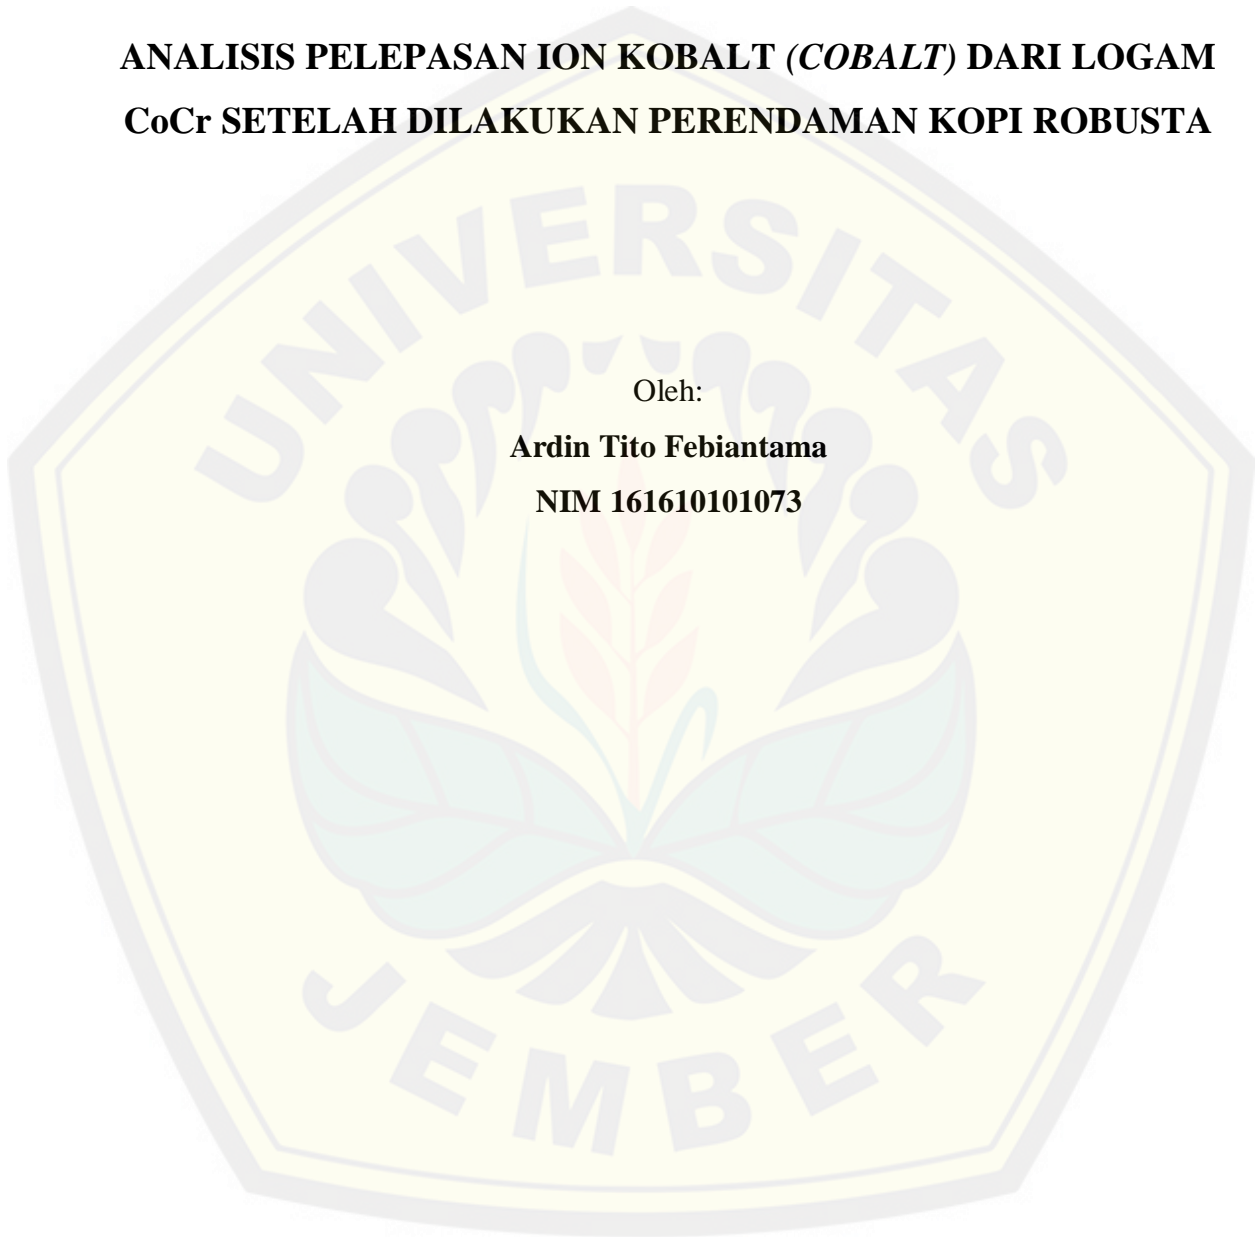 ANALISIS PELEPASAN ION KOBALT (COBALT) DARI LOGAM
CoCr SETELAH DILAKUKAN PERENDAMAN KOPI ROBUSTA
UNIVERSITAS
Oleh:
Ardin Tito Febiantama
NIM 161610101073
JEMBER